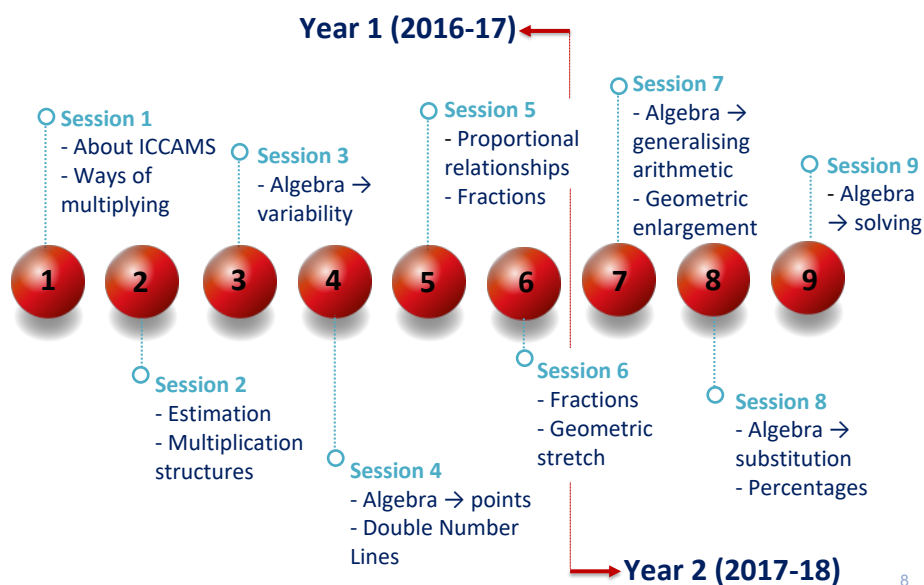 Year 1 (2016-17)
Session 1
- About ICCAMS
- Ways of
multiplying
Session 3
- Algebra →
variability
Session 5
- Proportional
relationships
- Fractions
Session 7
- Algebra →
generalising
arithmetic
- Geometric
enlargement
Session 9
- Algebra
→ solving
1
2
3
4
5
6
7
8
9
Session 2
- Estimation
- Multiplication
structures
Session 4
- Algebra → points
- Double Number
Lines
Session 6
- Fractions
- Geometric
stretch
Session 8
- Algebra →
substitution
- Percentages
Year 2 (2017-18)
8